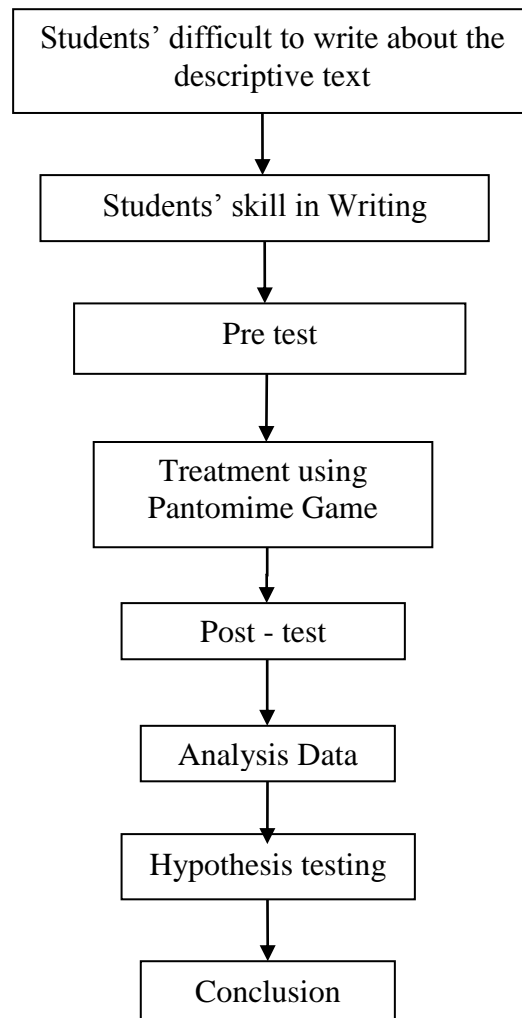 Students’ difficult to write about the
descriptive text
Students’ skill in Writing
Pre test
Treatment using
Pantomime Game
Post - test
Analysis Data
Hypothesis testing
Conclusion